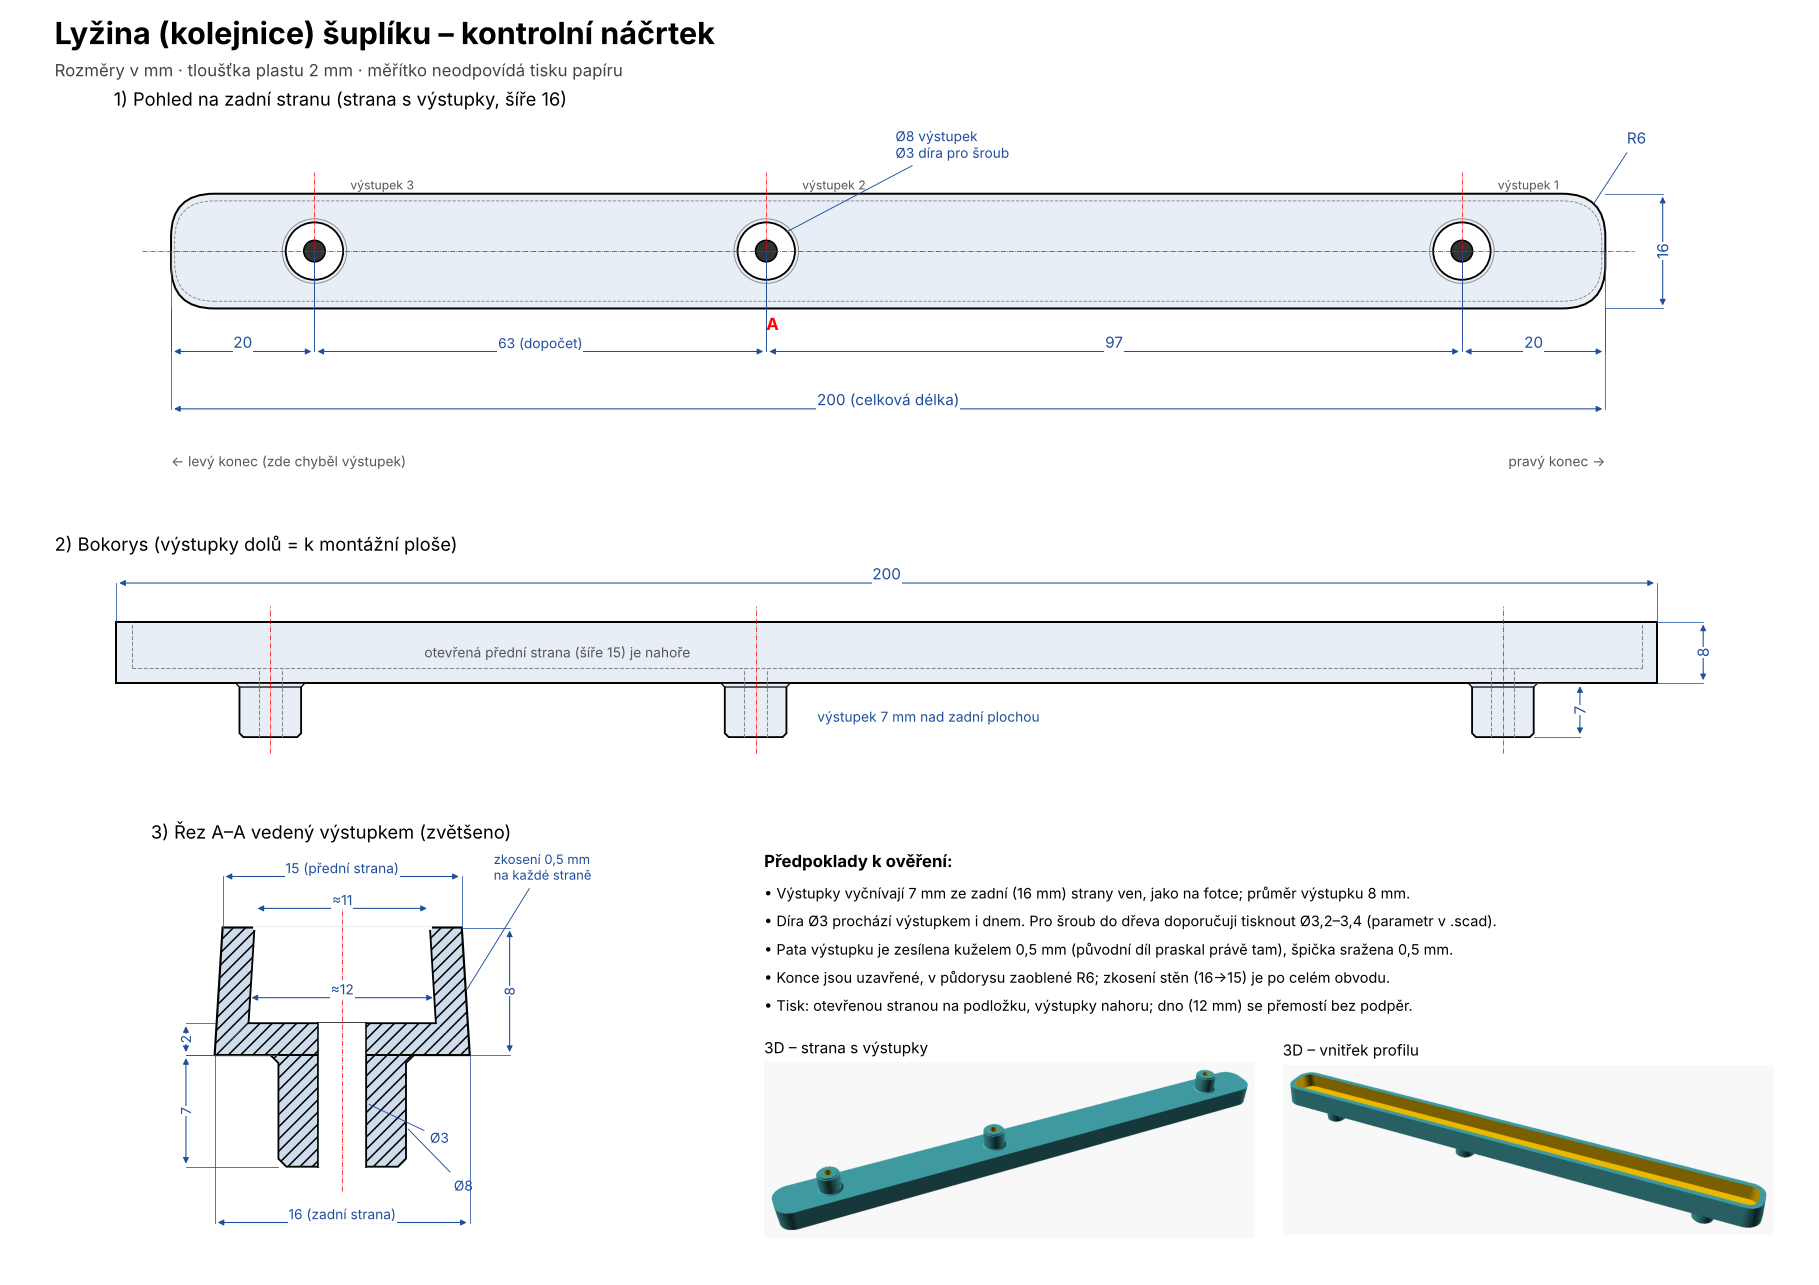 Lyžina (kolejnice) šuplíku – kontrolní náčrtek
Rozměry v mm · tloušťka plastu 2 mm · měřítko neodpovídá tisku papíru
1) Pohled na zadní stranu (strana s výstupky, šíře 16)
Ø8 výstupek
Ø3 díra pro šroub
R6
výstupek 3
výstupek 2
výstupek 1
16
A
20
63 (dopočet)
97
20
200 (celková délka)
← levý konec (zde chyběl výstupek)
pravý konec →
2) Bokorys (výstupky dolů = k montážní ploše)
200
otevřená přední strana (šíře 15) je nahoře
8
výstupek 7 mm nad zadní plochou
7
3) Řez A–A vedený výstupkem (zvětšeno)
15 (přední strana)
zkosení 0,5 mm
na každé straně
≈11
≈12
8
2
7
Ø3
Ø8
16 (zadní strana)
Předpoklady k ověření:
• Výstupky vyčnívají 7 mm ze zadní (16 mm) strany ven, jako na fotce; průměr výstupku 8 mm.
• Díra Ø3 prochází výstupkem i dnem. Pro šroub do dřeva doporučuji tisknout Ø3,2–3,4 (parametr v .scad).
• Pata výstupku je zesílena kuželem 0,5 mm (původní díl praskal právě tam), špička sražena 0,5 mm.
• Konce jsou uzavřené, v půdorysu zaoblené R6; zkosení stěn (16→15) je po celém obvodu.
• Tisk: otevřenou stranou na podložku, výstupky nahoru; dno (12 mm) se přemostí bez podpěr.
3D – strana s výstupky
3D – vnitřek profilu